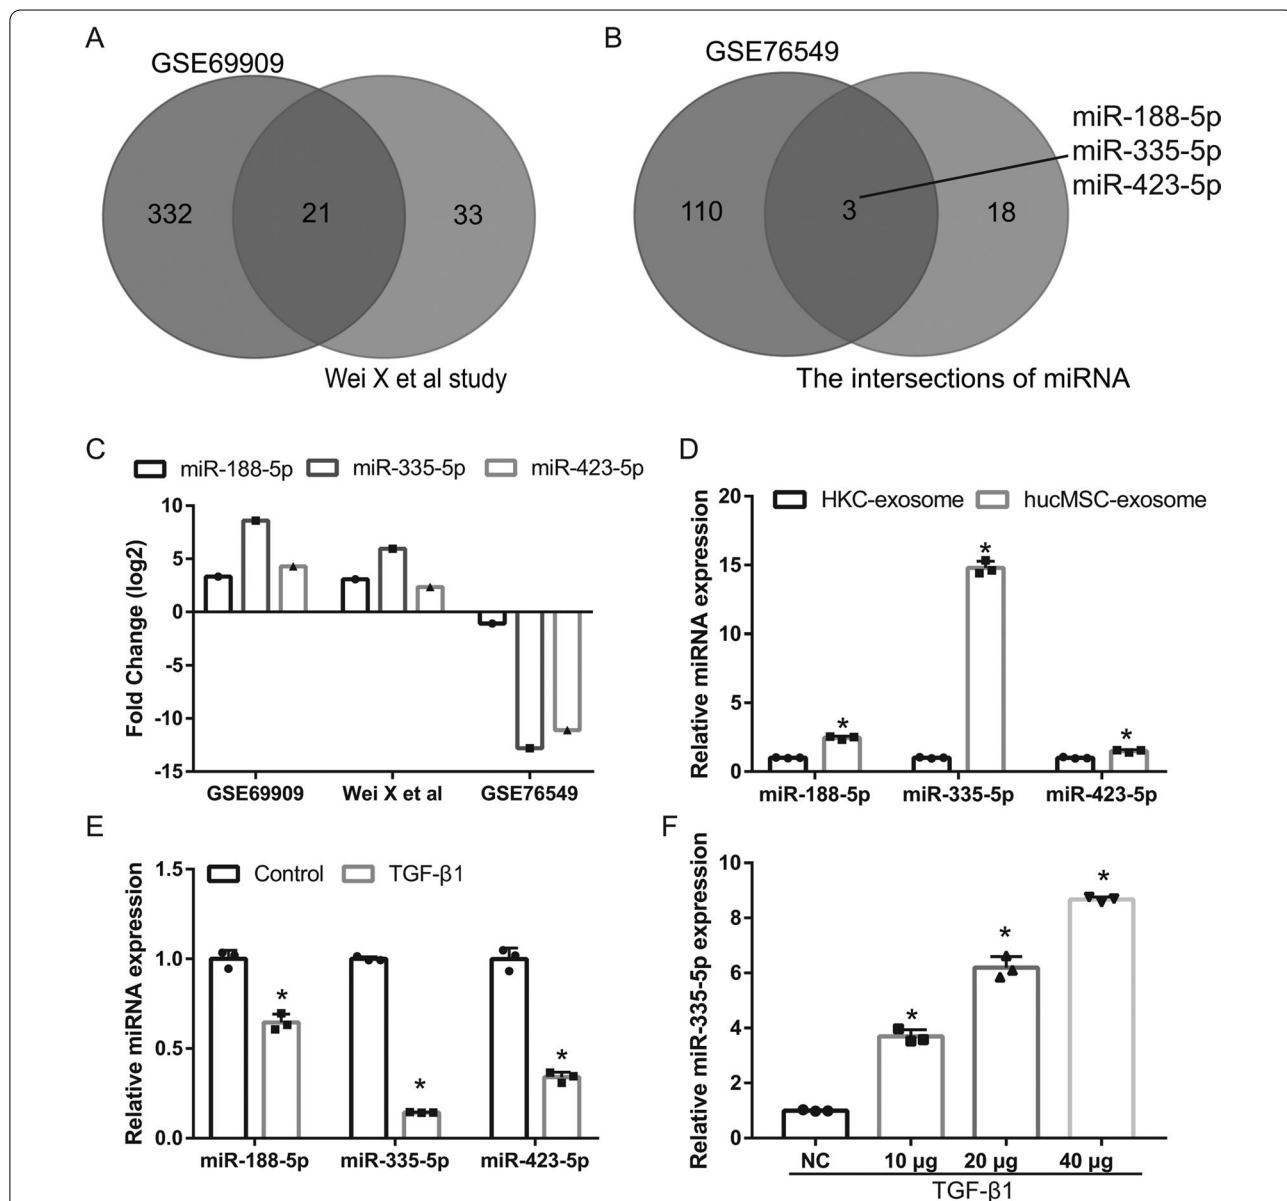 A
GSE69909
332
21
33
Wei X et al study
B
GSE76549
110
3
18
miR-188-5p
miR-335-5p
miR-423-5p
The intersections of miRNA
C
miR-188-5p
miR-335-5p
miR-423-5p
Fold Change (log2)
10
5
0
-5
-10
-15
GSE69909
Wei X et al
GSE76549
D
HKC-exosome
hucMSC-exosome
Relative miRNA expression
20
15
10
5
0
*
*
*
miR-188-5p
miR-335-5p
miR-423-5p
E
Control
TGF-β1
Relative miRNA expression
1.5
1.0
0.5
0.0
*
*
*
miR-188-5p
miR-335-5p
miR-423-5p
F
Relative miR-335-5p expression
10
8
6
4
2
0
*
*
*
NC
10 µg
20 µg
40 µg
TGF-β1